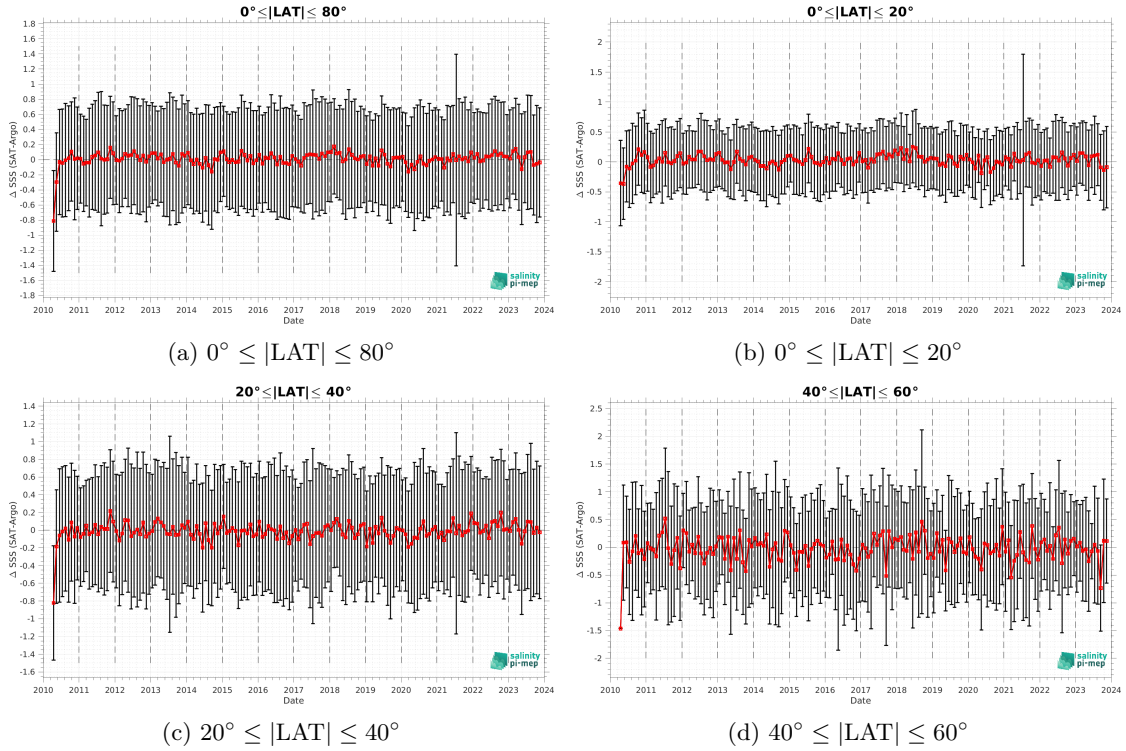 0°≤|LAT|≤ 80°
1.8
1.6
1.4
1.2
1
0.8
0.6
0.4
0.2
0
-0.2
-0.4
-0.6
-0.8
-1
-1.2
-1.4
-1.6
-1.8
Δ SSS (SAT-Argo)
2010 2011 2012 2013 2014 2015 2016 2017 2018 2019 2020 2021 2022 2023 2024
Date
salinity
pi-mep
(a) 0° ≤ |LAT| ≤ 80°
0°≤|LAT|≤ 20°
2
1.5
1
0.5
0
-0.5
-1
-1.5
-2
Δ SSS (SAT-Argo)
2010 2011 2012 2013 2014 2015 2016 2017 2018 2019 2020 2021 2022 2023 2024
Date
salinity
pi-mep
(b) 0° ≤ |LAT| ≤ 20°
20°≤|LAT|≤ 40°
1.4
1.2
1
0.8
0.6
0.4
0.2
0
-0.2
-0.4
-0.6
-0.8
-1
-1.2
-1.4
-1.6
Δ SSS (SAT-Argo)
2010 2011 2012 2013 2014 2015 2016 2017 2018 2019 2020 2021 2022 2023 2024
Date
salinity
pi-mep
(c) 20° ≤ |LAT| ≤ 40°
40°≤|LAT|≤ 60°
2.5
2
1.5
1
0.5
0
-0.5
-1
-1.5
-2
Δ SSS (SAT-Argo)
2010 2011 2012 2013 2014 2015 2016 2017 2018 2019 2020 2021 2022 2023 2024
Date
salinity
pi-mep
(d) 40° ≤ |LAT| ≤ 60°